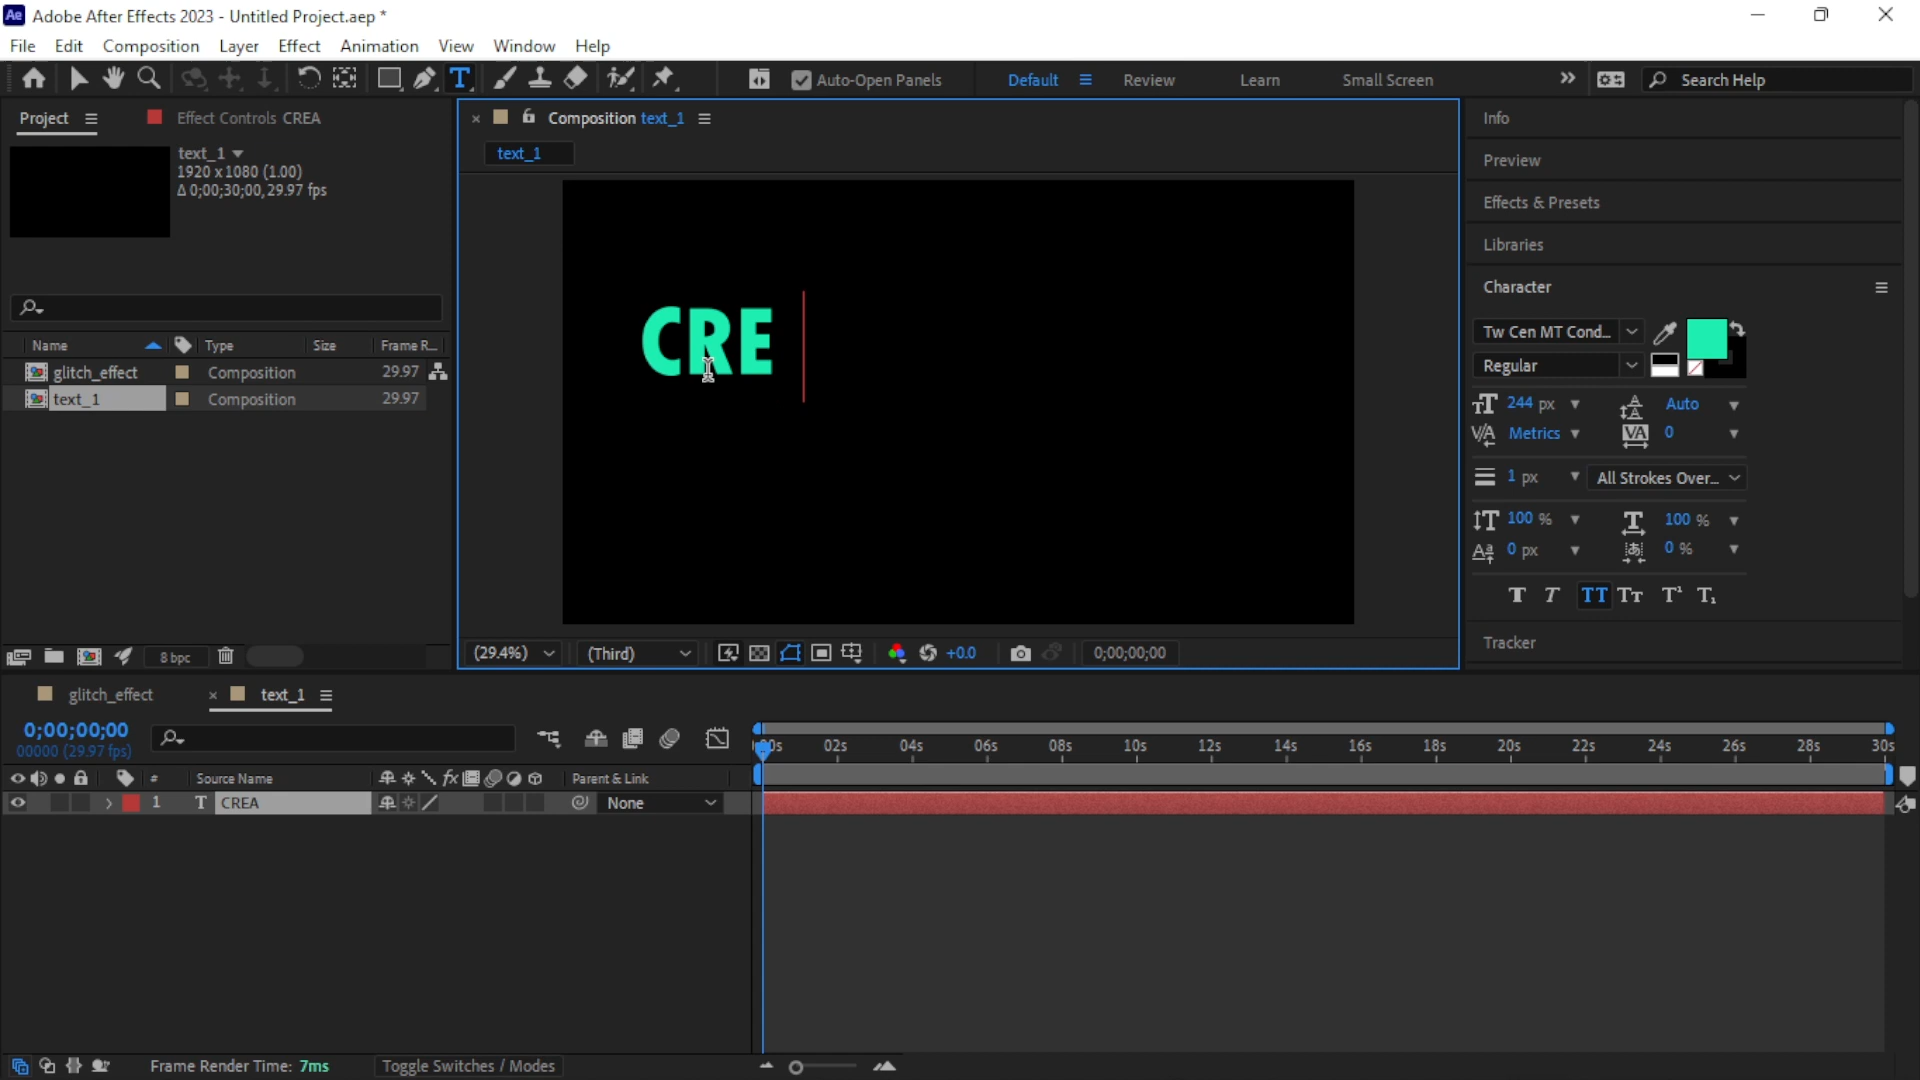 Ae Adobe After Effects 2023 - Untitled Project.aep *
File Edit Composition Layer Effect Animation View Window Help
Auto-Open Panels Default Review Learn Small Screen Search Help
Project Effect Controls CREA
text_1
1920 x 1080 (1.00)
Δ 0;00;30;00, 29.97 fps
Name Type Size Frame R...
glitch_effect Composition 29.97
text_1 Composition 29.97
8 bpc
Composition text_1
text_1
CRE
(29.4%) (Third) +0.0 0;00;00;00
Info
Preview
Effects & Presets
Libraries
Character
Tw Cen MT Cond...
Regular
244 px Auto
Metrics 0
1 px All Strokes Over...
100 % 100 %
0 px 0 %
Tracker
glitch_effect text_1
0;00;00;00
00000 (29.97 fps)
02s 04s 06s 08s 10s 12s 14s 16s 18s 20s 22s 24s 26s 28s 30s
# Source Name Parent & Link
1 T CREA None
Frame Render Time: 7ms Toggle Switches / Modes